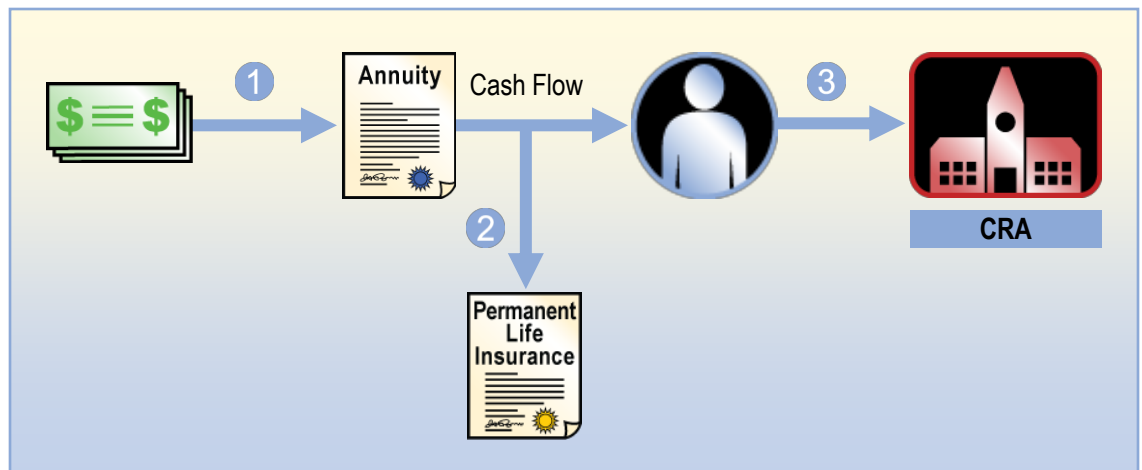 1
Annuity
Cash Flow
3
$ $
2
CRA
Permanent
Life
Insurance